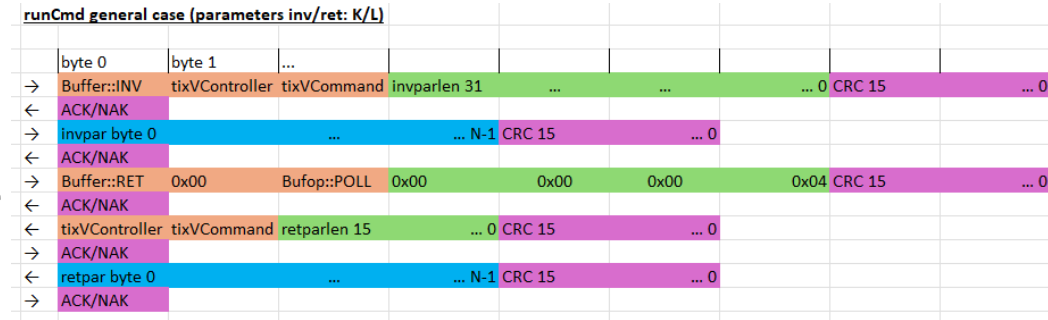 runCmd general case (parameters inv/ret: K/L)
byte 0 byte 1 ...
→ Buffer::INV tixVController tixVCommand invparlen 31 ... ... ... 0 CRC 15 ... 0
← ACK/NAK
→ invpar byte 0 ... ... N-1 CRC 15 ... 0
← ACK/NAK
→ Buffer::RET 0x00 Bufop::POLL 0x00 0x00 0x00 0x04 CRC 15 ... 0
← ACK/NAK
← tixVController tixVCommand retparlen 15 ... 0 CRC 15 ... 0
→ ACK/NAK
← retpar byte 0 ... ... N-1 CRC 15 ... 0
→ ACK/NAK